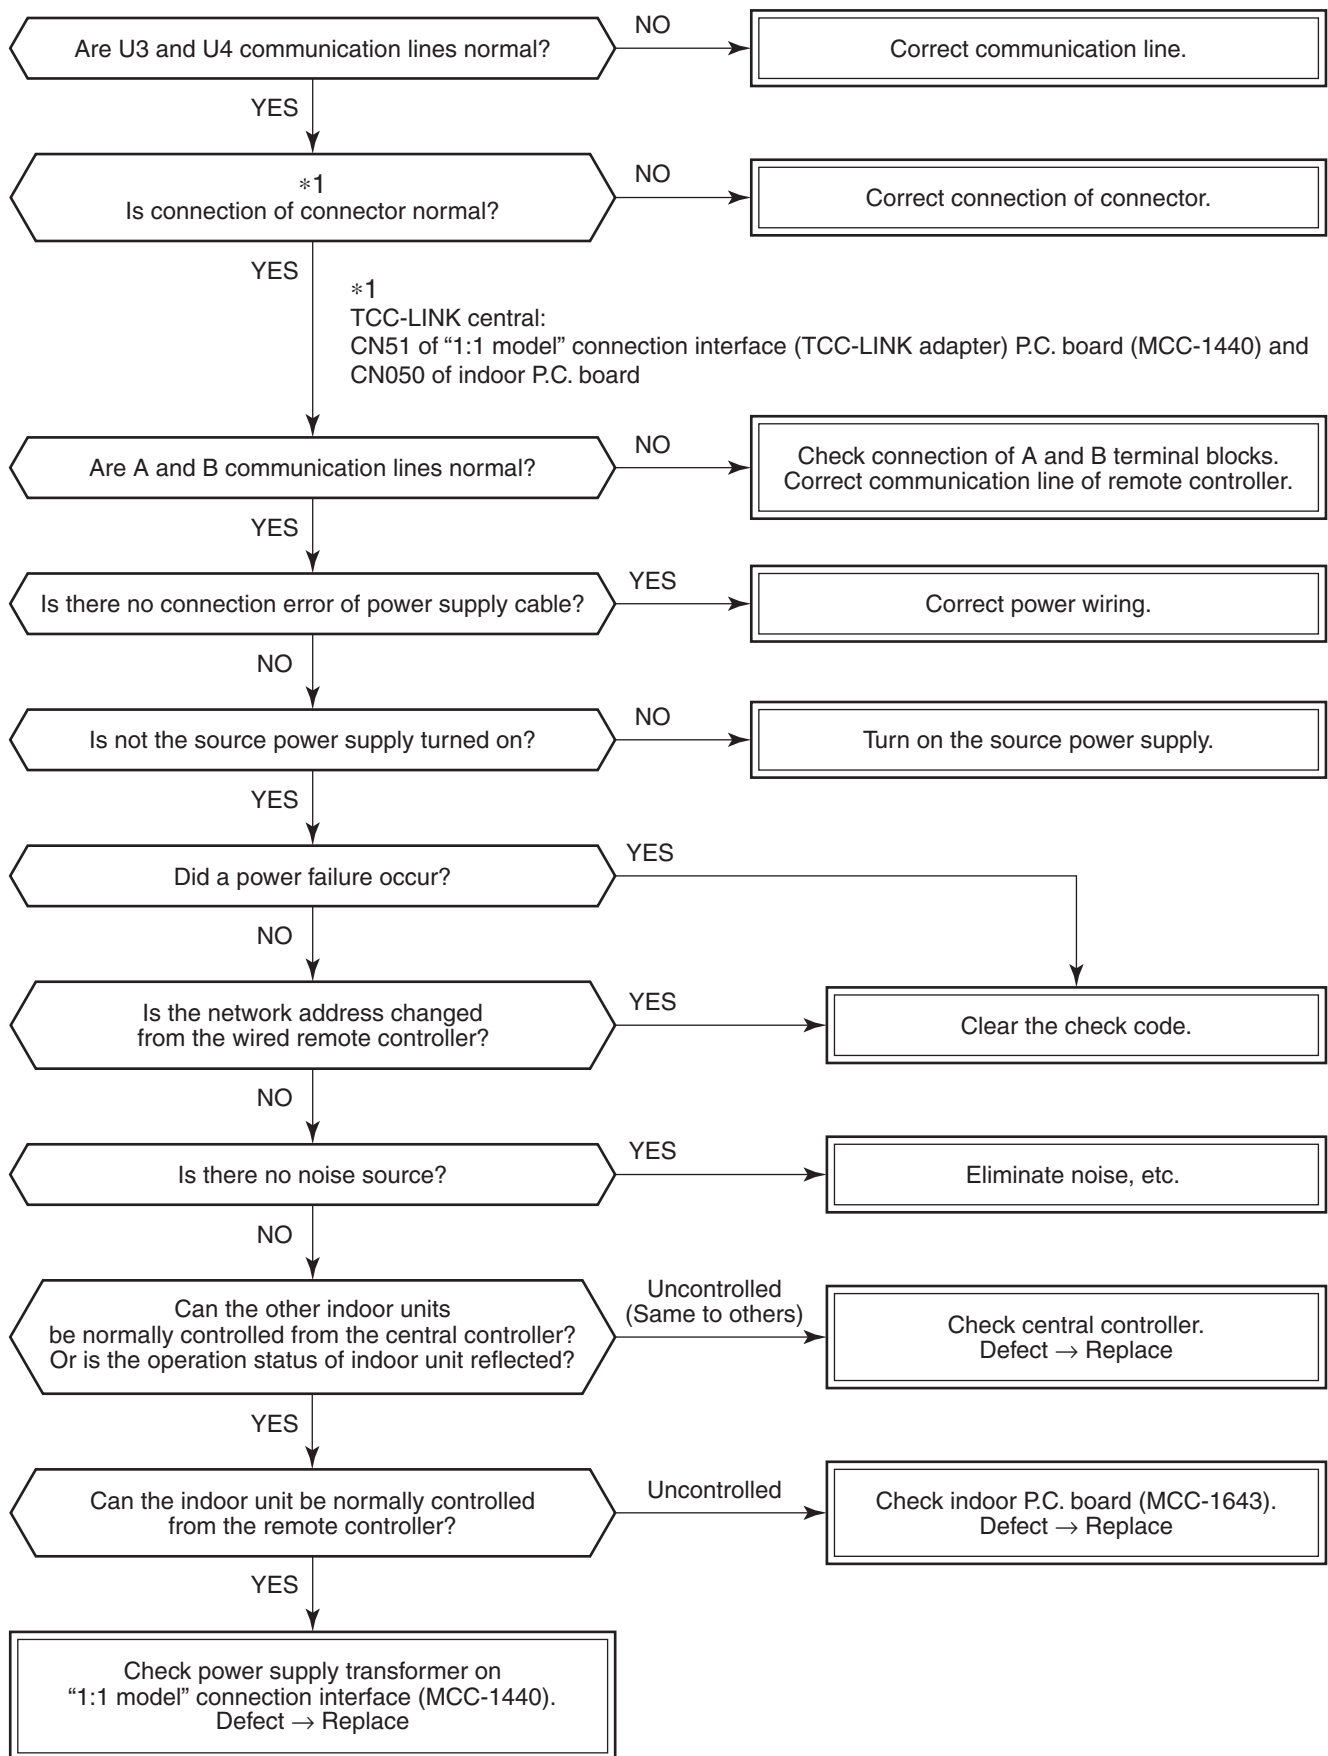 Are U3 and U4 communication lines normal?
NO
Correct communication line.
YES
*1
Is connection of connector normal?
NO
Correct connection of connector.
YES
*1
TCC-LINK central:
CN51 of “1:1 model” connection interface (TCC-LINK adapter) P.C. board (MCC-1440) and
CN050 of indoor P.C. board
Are A and B communication lines normal?
NO
Check connection of A and B terminal blocks.
Correct communication line of remote controller.
YES
Is there no connection error of power supply cable?
YES
Correct power wiring.
NO
Is not the source power supply turned on?
NO
Turn on the source power supply.
YES
Did a power failure occur?
YES
NO
Is the network address changed
from the wired remote controller?
YES
Clear the check code.
NO
Is there no noise source?
YES
Eliminate noise, etc.
NO
Can the other indoor units
be normally controlled from the central controller?
Or is the operation status of indoor unit reflected?
Uncontrolled
(Same to others)
Check central controller.
Defect → Replace
YES
Can the indoor unit be normally controlled
from the remote controller?
Uncontrolled
Check indoor P.C. board (MCC-1643).
Defect → Replace
YES
Check power supply transformer on
“1:1 model” connection interface (MCC-1440).
Defect → Replace